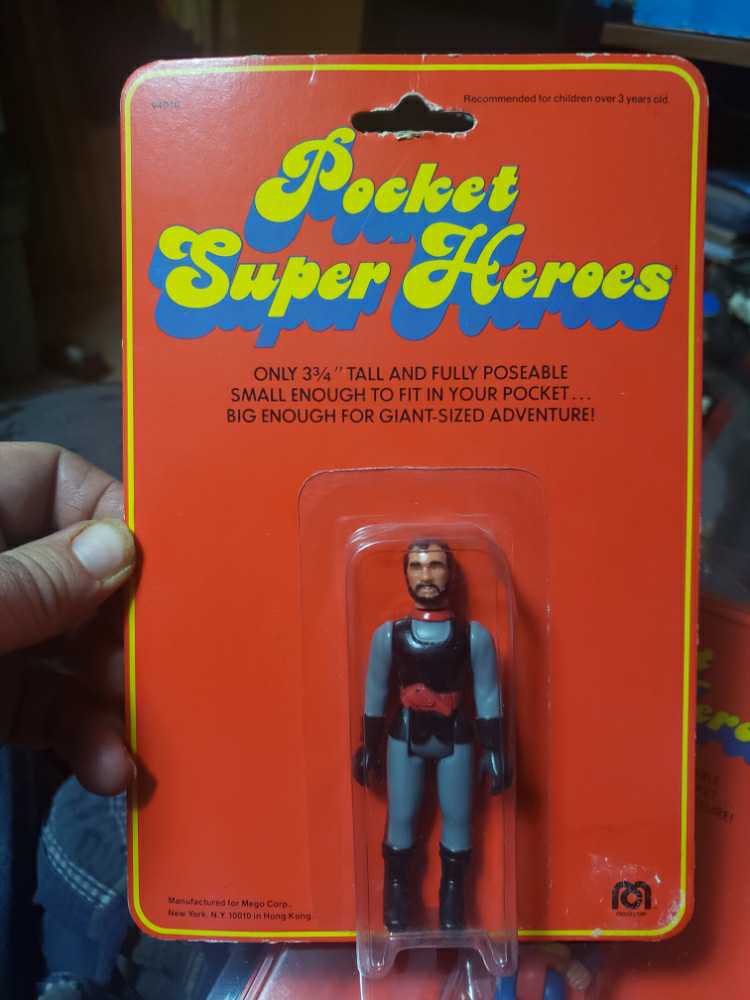 Recommended for children over 3 years old.
Pocket
Super Heroes
ONLY 3¾" TALL AND FULLY POSEABLE
SMALL ENOUGH TO FIT IN YOUR POCKET...
BIG ENOUGH FOR GIANT-SIZED ADVENTURE!
Manufactured for Mego Corp.,
New York, N.Y. 10010 in Hong Kong.